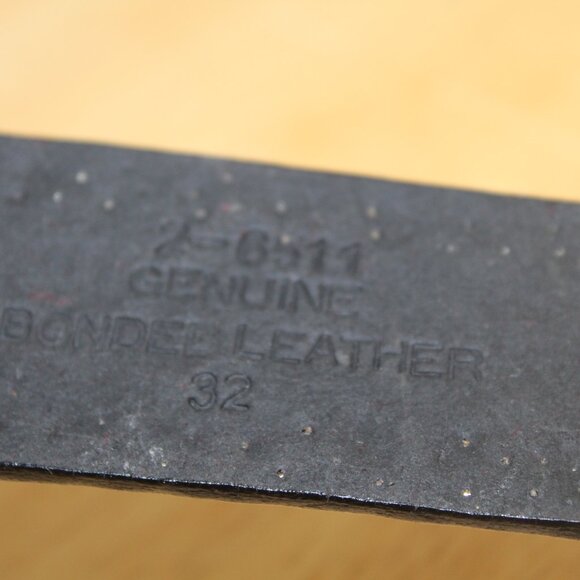 2-6511
GENUINE
BONDED LEATHER
32